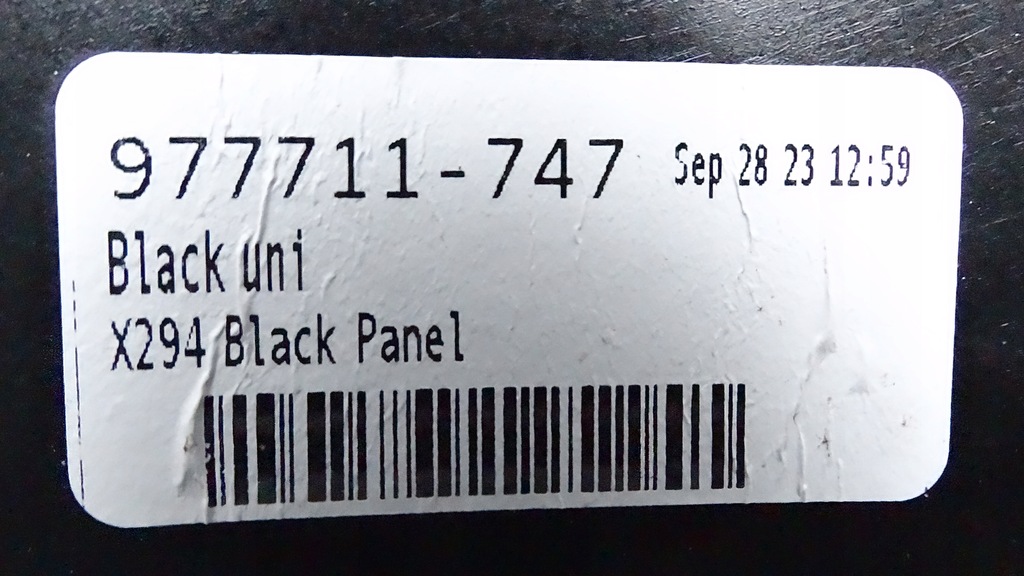 977711-747 Sep 28 23 12:59
Black uni
X294 Black Panel